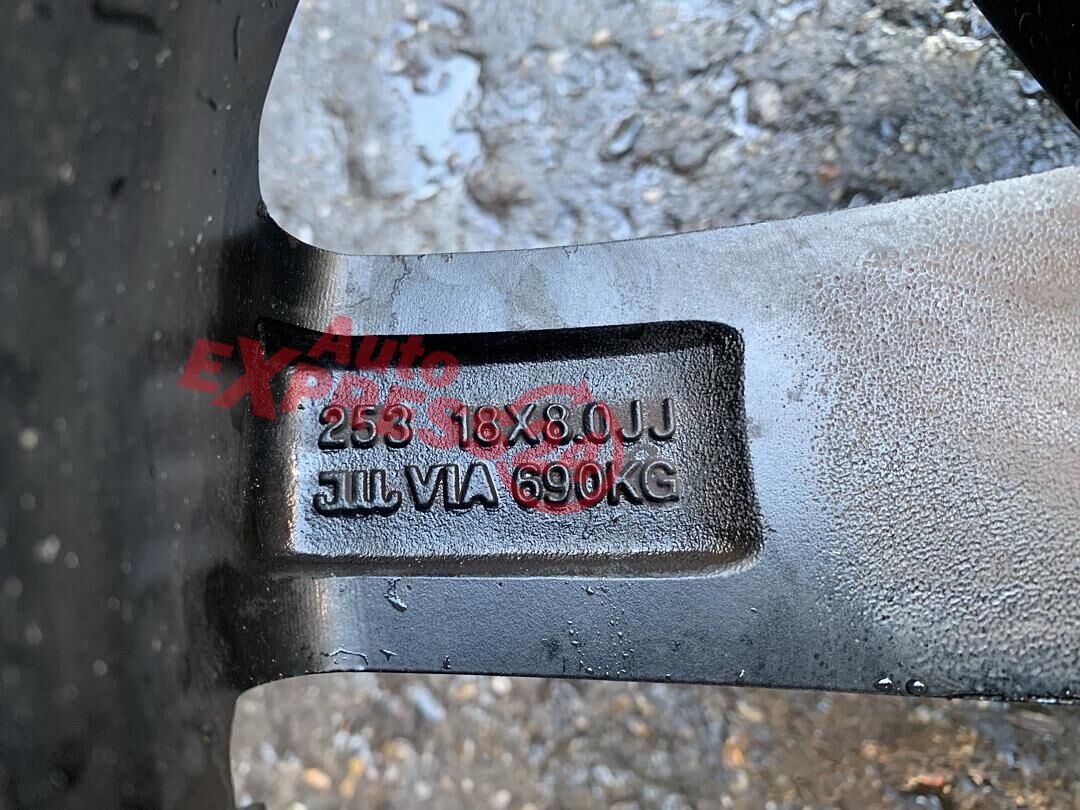 Auto
EXPRESS
253 18X8.0JJ
JWL VIA 690KG